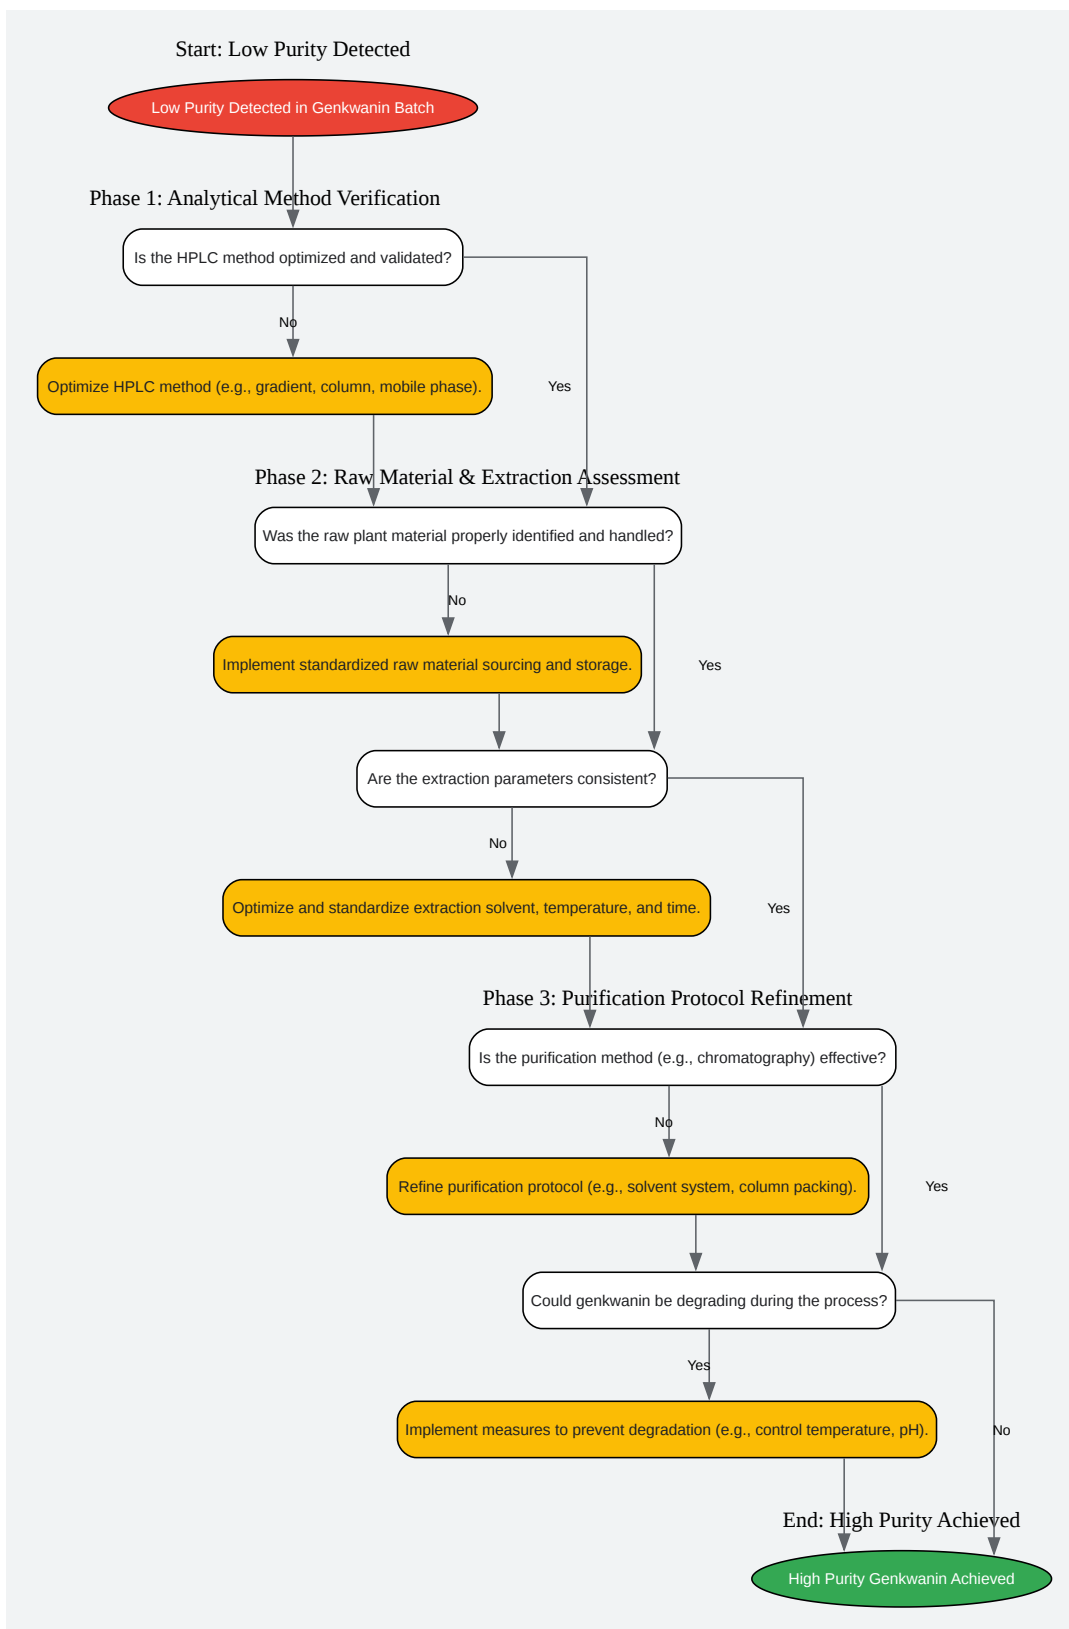 Start: Low Purity Detected
Low Purity Detected in Genkwanin Batch
Phase 1: Analytical Method Verification
Is the HPLC method optimized and validated?
No
Optimize HPLC method (e.g., gradient, column, mobile phase).
Yes
Phase 2: Raw Material & Extraction Assessment
Was the raw plant material properly identified and handled?
No
Implement standardized raw material sourcing and storage.
Yes
Are the extraction parameters consistent?
No
Optimize and standardize extraction solvent, temperature, and time.
Yes
Phase 3: Purification Protocol Refinement
Is the purification method (e.g., chromatography) effective?
No
Refine purification protocol (e.g., solvent system, column packing).
Yes
Could genkwanin be degrading during the process?
Yes
Implement measures to prevent degradation (e.g., control temperature, pH).
No
End: High Purity Achieved
High Purity Genkwanin Achieved